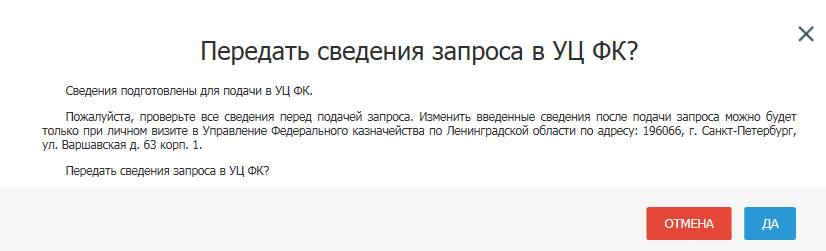 Передать сведения запроса в УЦ ФК?
Сведения подготовлены для подачи в УЦ ФК.
Пожалуйста, проверьте все сведения перед подачей запроса. Изменить введенные сведения после подачи запроса можно будет
только при личном визите в Управление Федерального казначейства по Ленинградской области по адресу: 196066, г. Санкт-Петербург,
ул. Варшавская д. 63 корп. 1.
Передать сведения запроса в УЦ ФК?
ОТМЕНА ДА